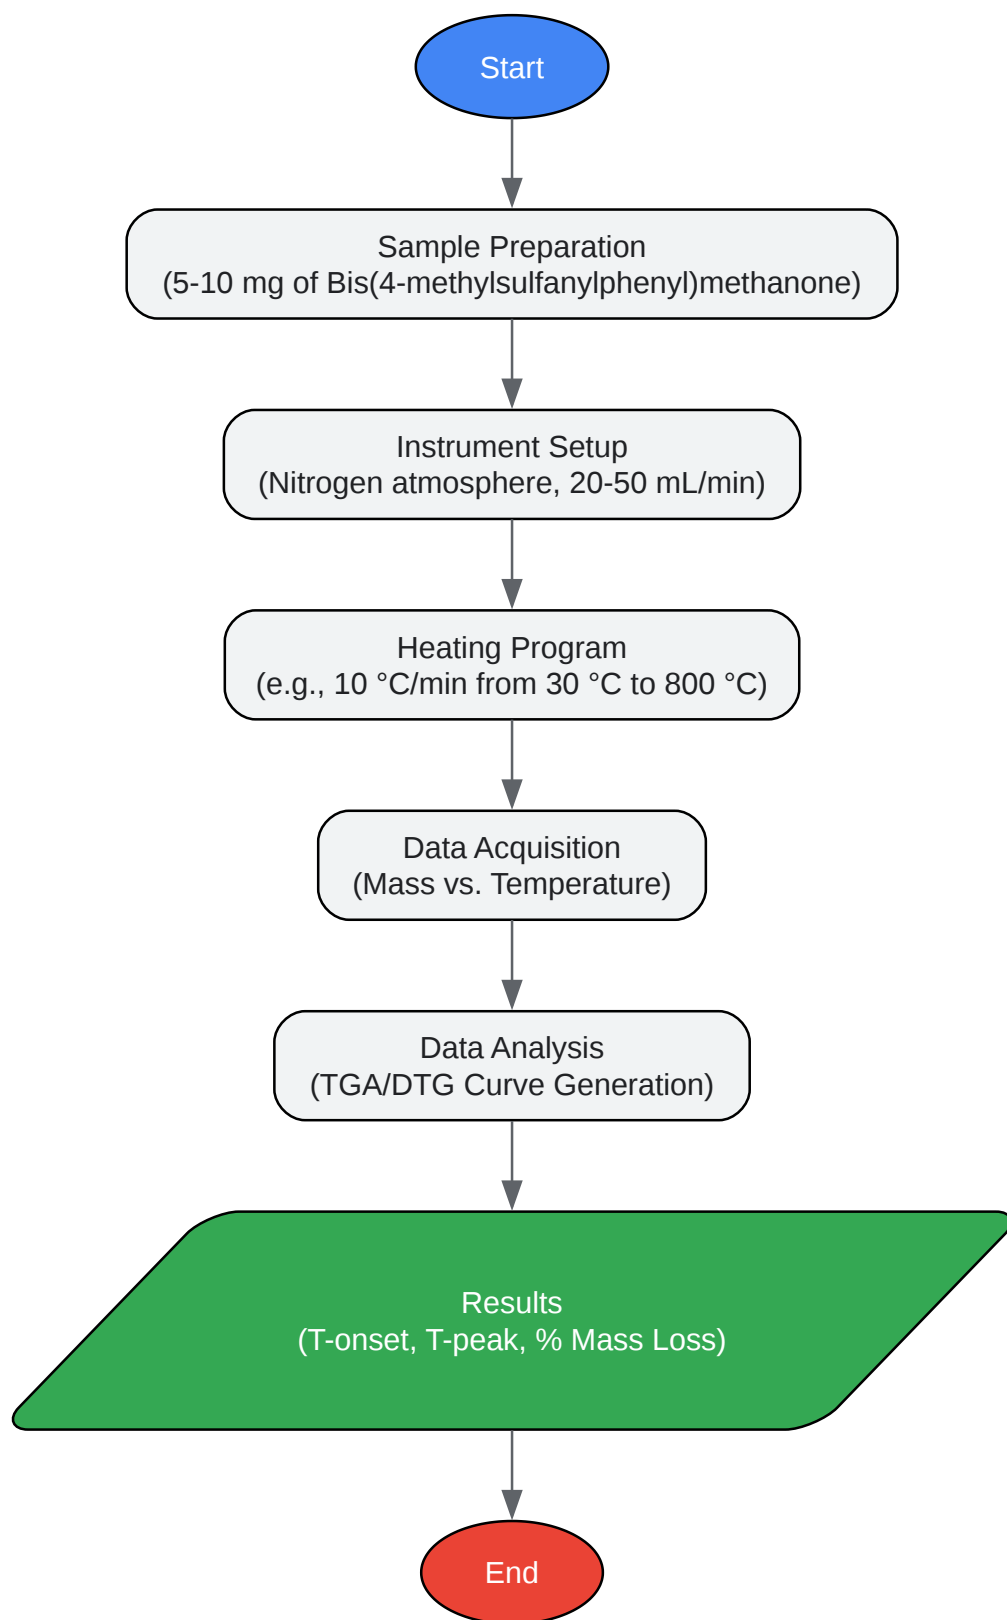 Start
Sample Preparation
(5-10 mg of Bis(4-methylsulfanylphenyl)methanone)
Instrument Setup
(Nitrogen atmosphere, 20-50 mL/min)
Heating Program
(e.g., 10 °C/min from 30 °C to 800 °C)
Data Acquisition
(Mass vs. Temperature)
Data Analysis
(TGA/DTG Curve Generation)
Results
(T-onset, T-peak, % Mass Loss)
End